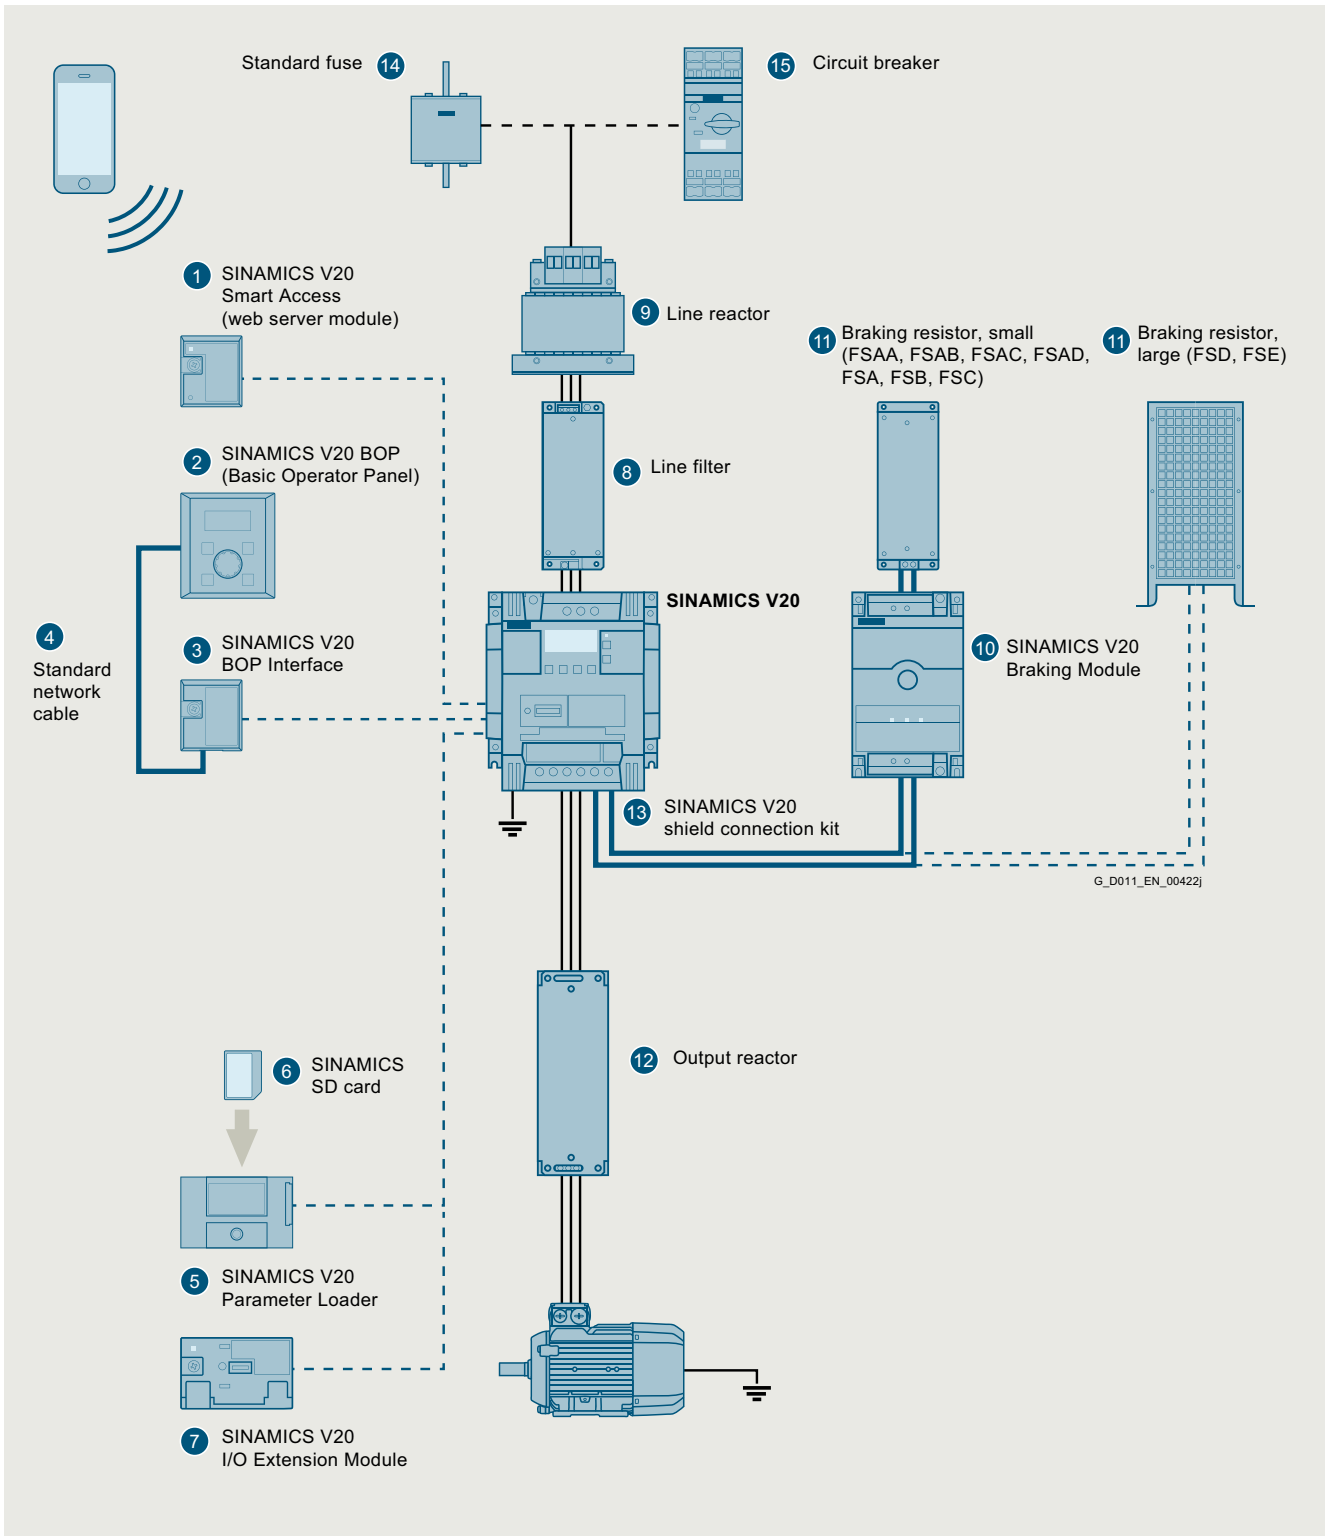 Standard fuse 14
15 Circuit breaker
1 SINAMICS V20
Smart Access
(web server module)
9 Line reactor
11 Braking resistor, small
(FSAA, FSAB, FSAC, FSAD,
FSA, FSB, FSC)
11 Braking resistor,
large (FSD, FSE)
2 SINAMICS V20 BOP
(Basic Operator Panel)
8 Line filter
SINAMICS V20
4
Standard
network
cable
3 SINAMICS V20
BOP Interface
10 SINAMICS V20
Braking Module
13 SINAMICS V20
shield connection kit
G_D011_EN_00422j
12 Output reactor
6 SINAMICS
SD card
5 SINAMICS V20
Parameter Loader
7 SINAMICS V20
I/O Extension Module